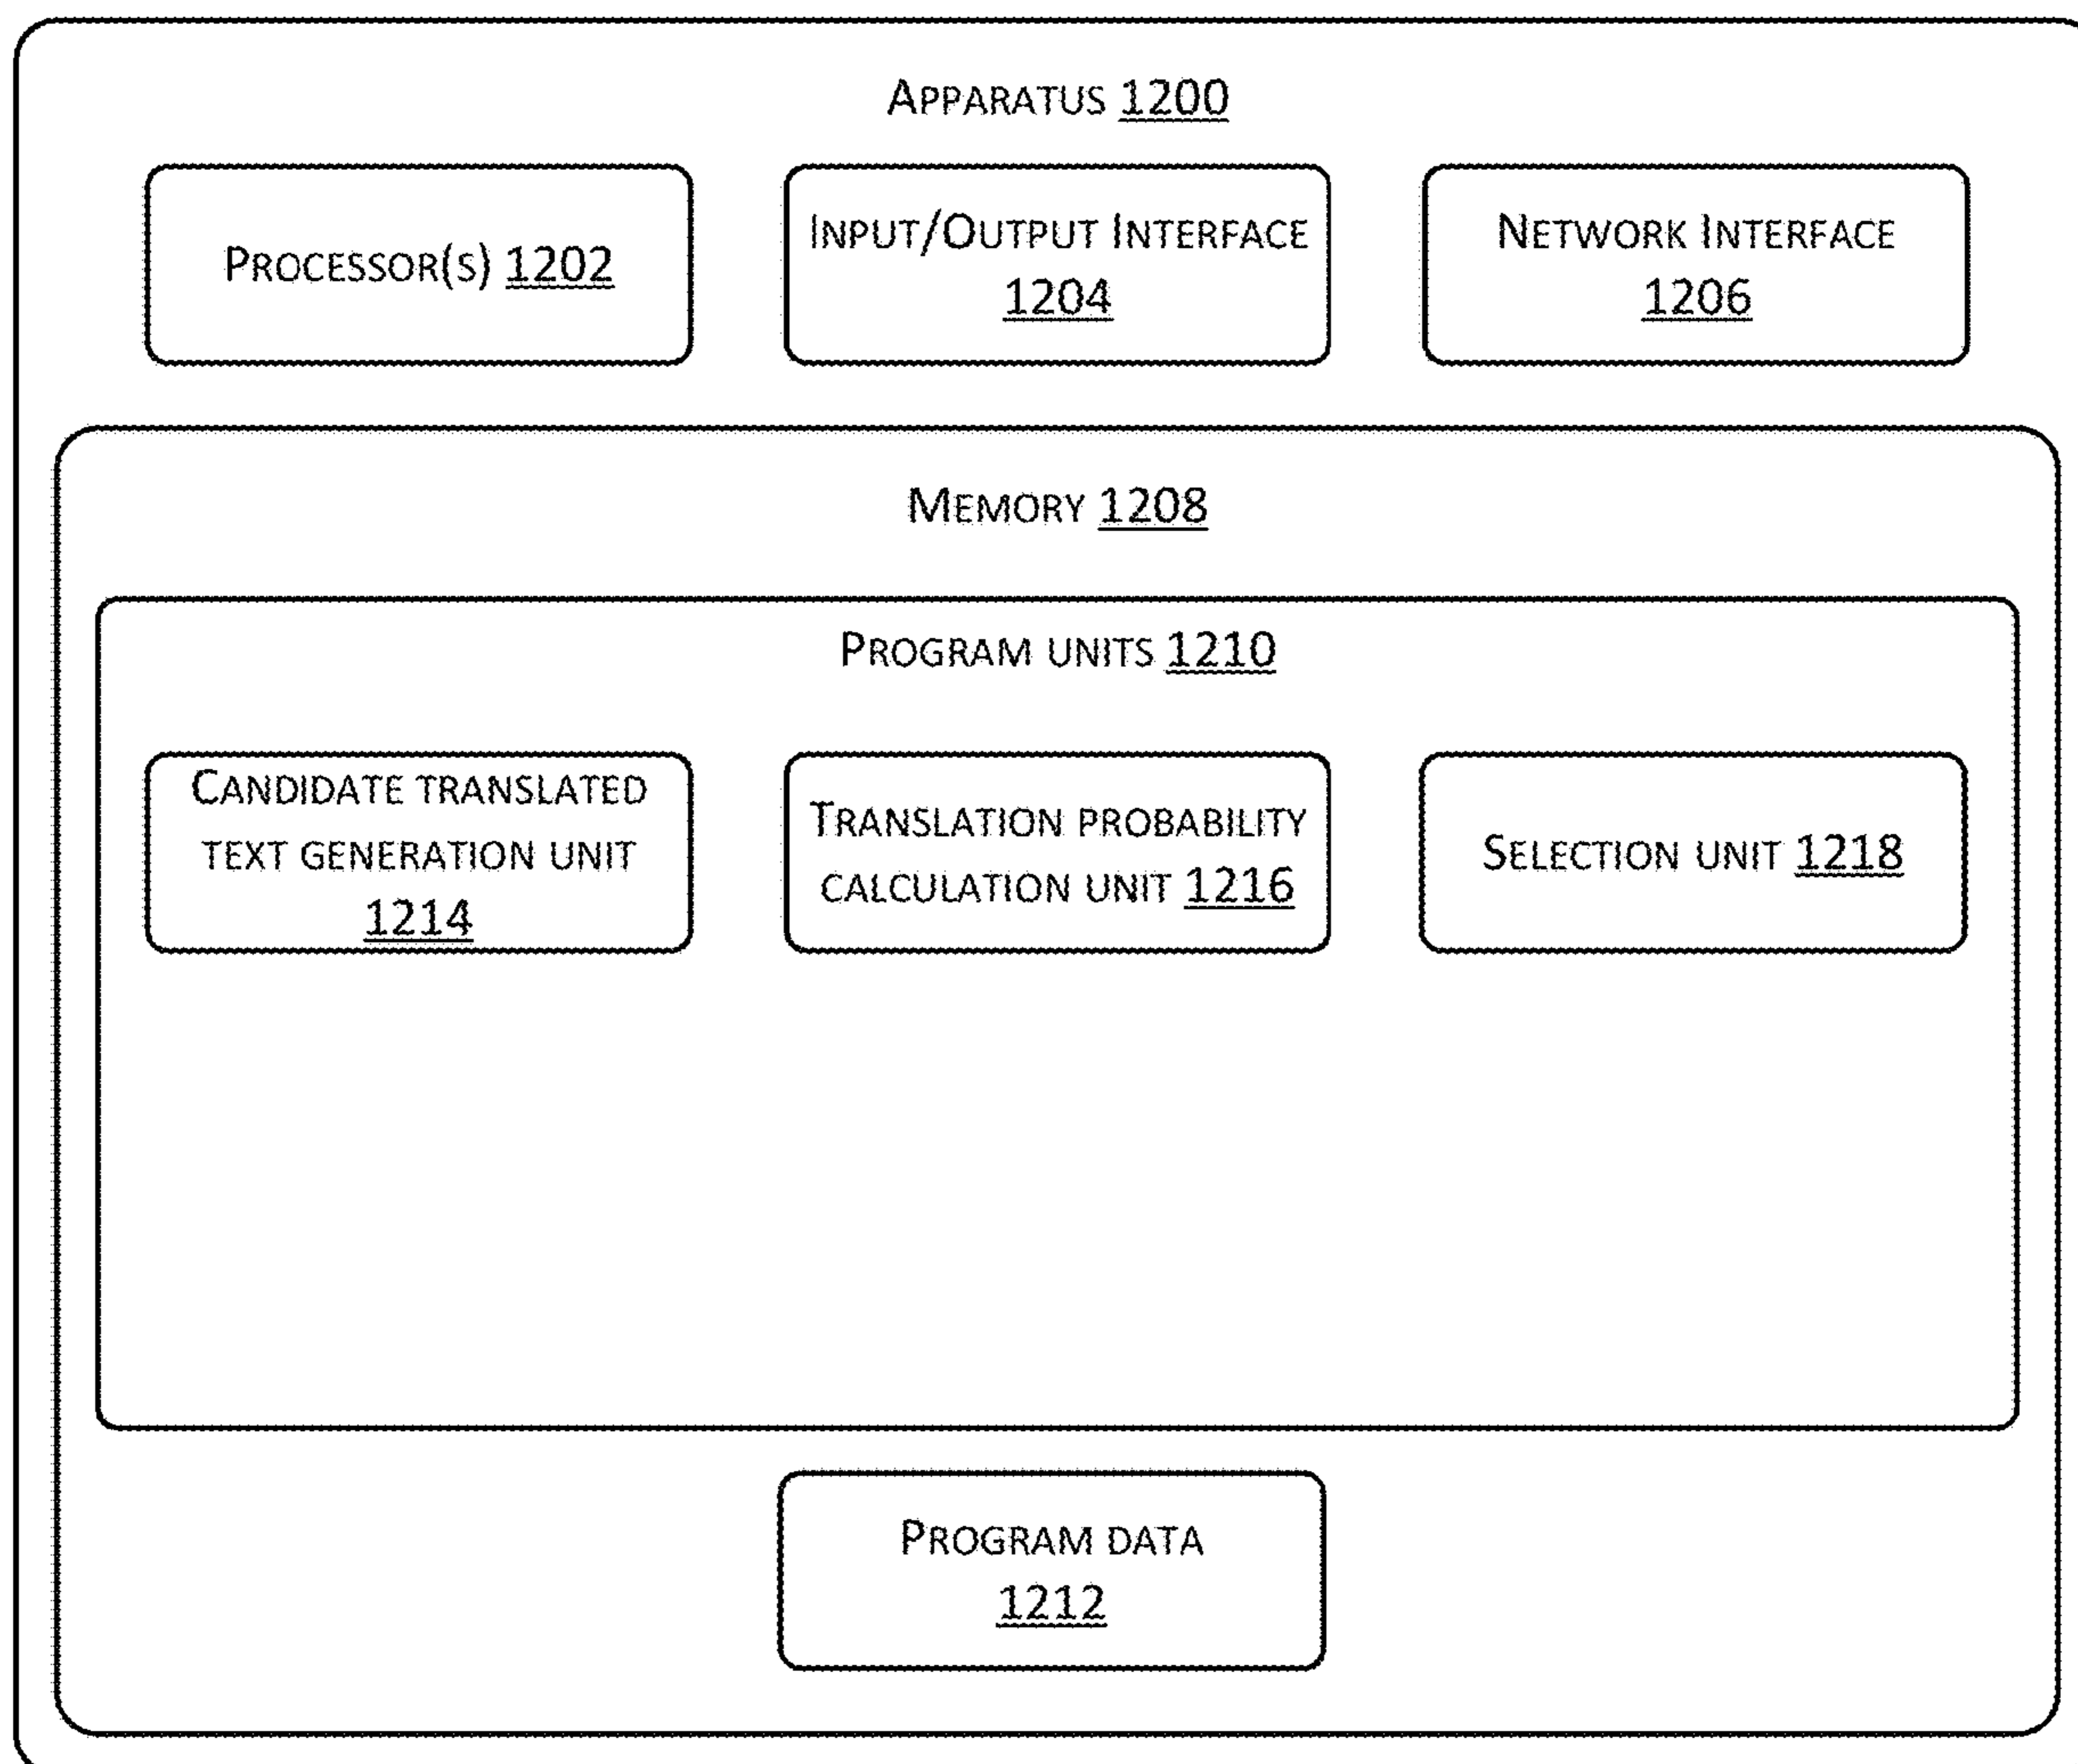 APPARATUS 1200
PROCESSOR(S) 1202
INPUT/OUTPUT INTERFACE
1204
NETWORK INTERFACE
1206
MEMORY 1208
PROGRAM UNITS 1210
CANDIDATE TRANSLATED
TEXT GENERATION UNIT
1214
TRANSLATION PROBABILITY
CALCULATION UNIT 1216
SELECTION UNIT 1218
PROGRAM DATA
1212